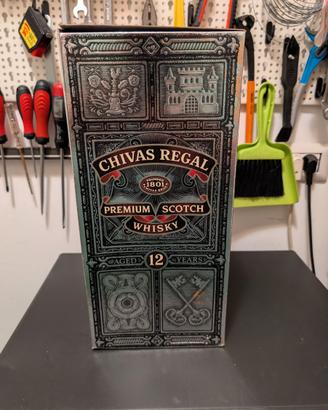 CHIVAS REGAL
1801
PREMIUM SCOTCH
WHISKY
AGED 12 YEARS